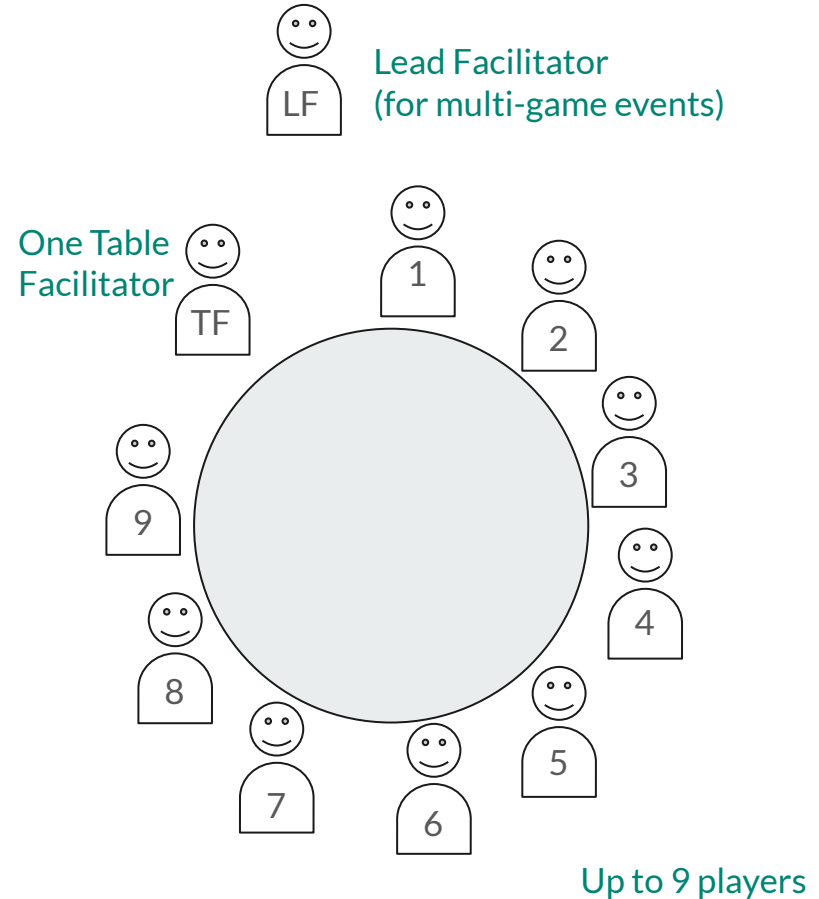 LF
Lead Facilitator
(for multi-game events)
One Table
Facilitator
TF
1
2
3
4
5
6
7
8
9
Up to 9 players